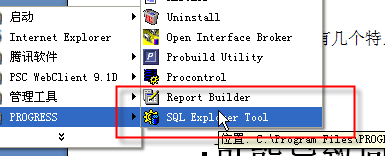 启动
Internet Explorer
腾讯软件
PSC WebClient 9.1D
管理工具
PROGRESS
Uninstall
Open Interface Broker
Probuild Utility
Procontrol
Report Builder
SQL Explorer Tool
有几个特
位置: C:\Program Files\PROG